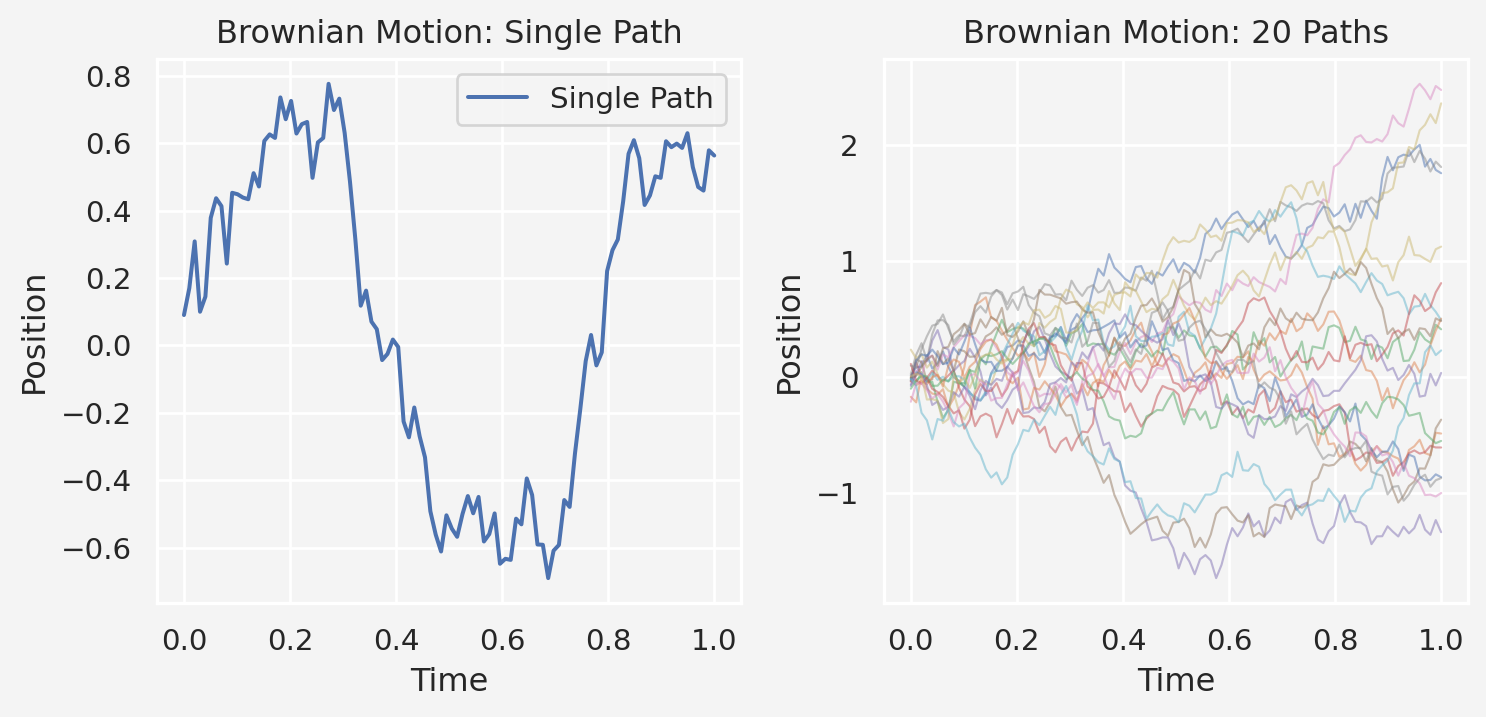 Brownian Motion: Single Path
Single Path
0.8
0.6
0.4
0.2
0.0
−0.2
−0.4
−0.6
Position
0.0 0.2 0.4 0.6 0.8 1.0
Time
Brownian Motion: 20 Paths
2
1
0
−1
Position
0.0 0.2 0.4 0.6 0.8 1.0
Time